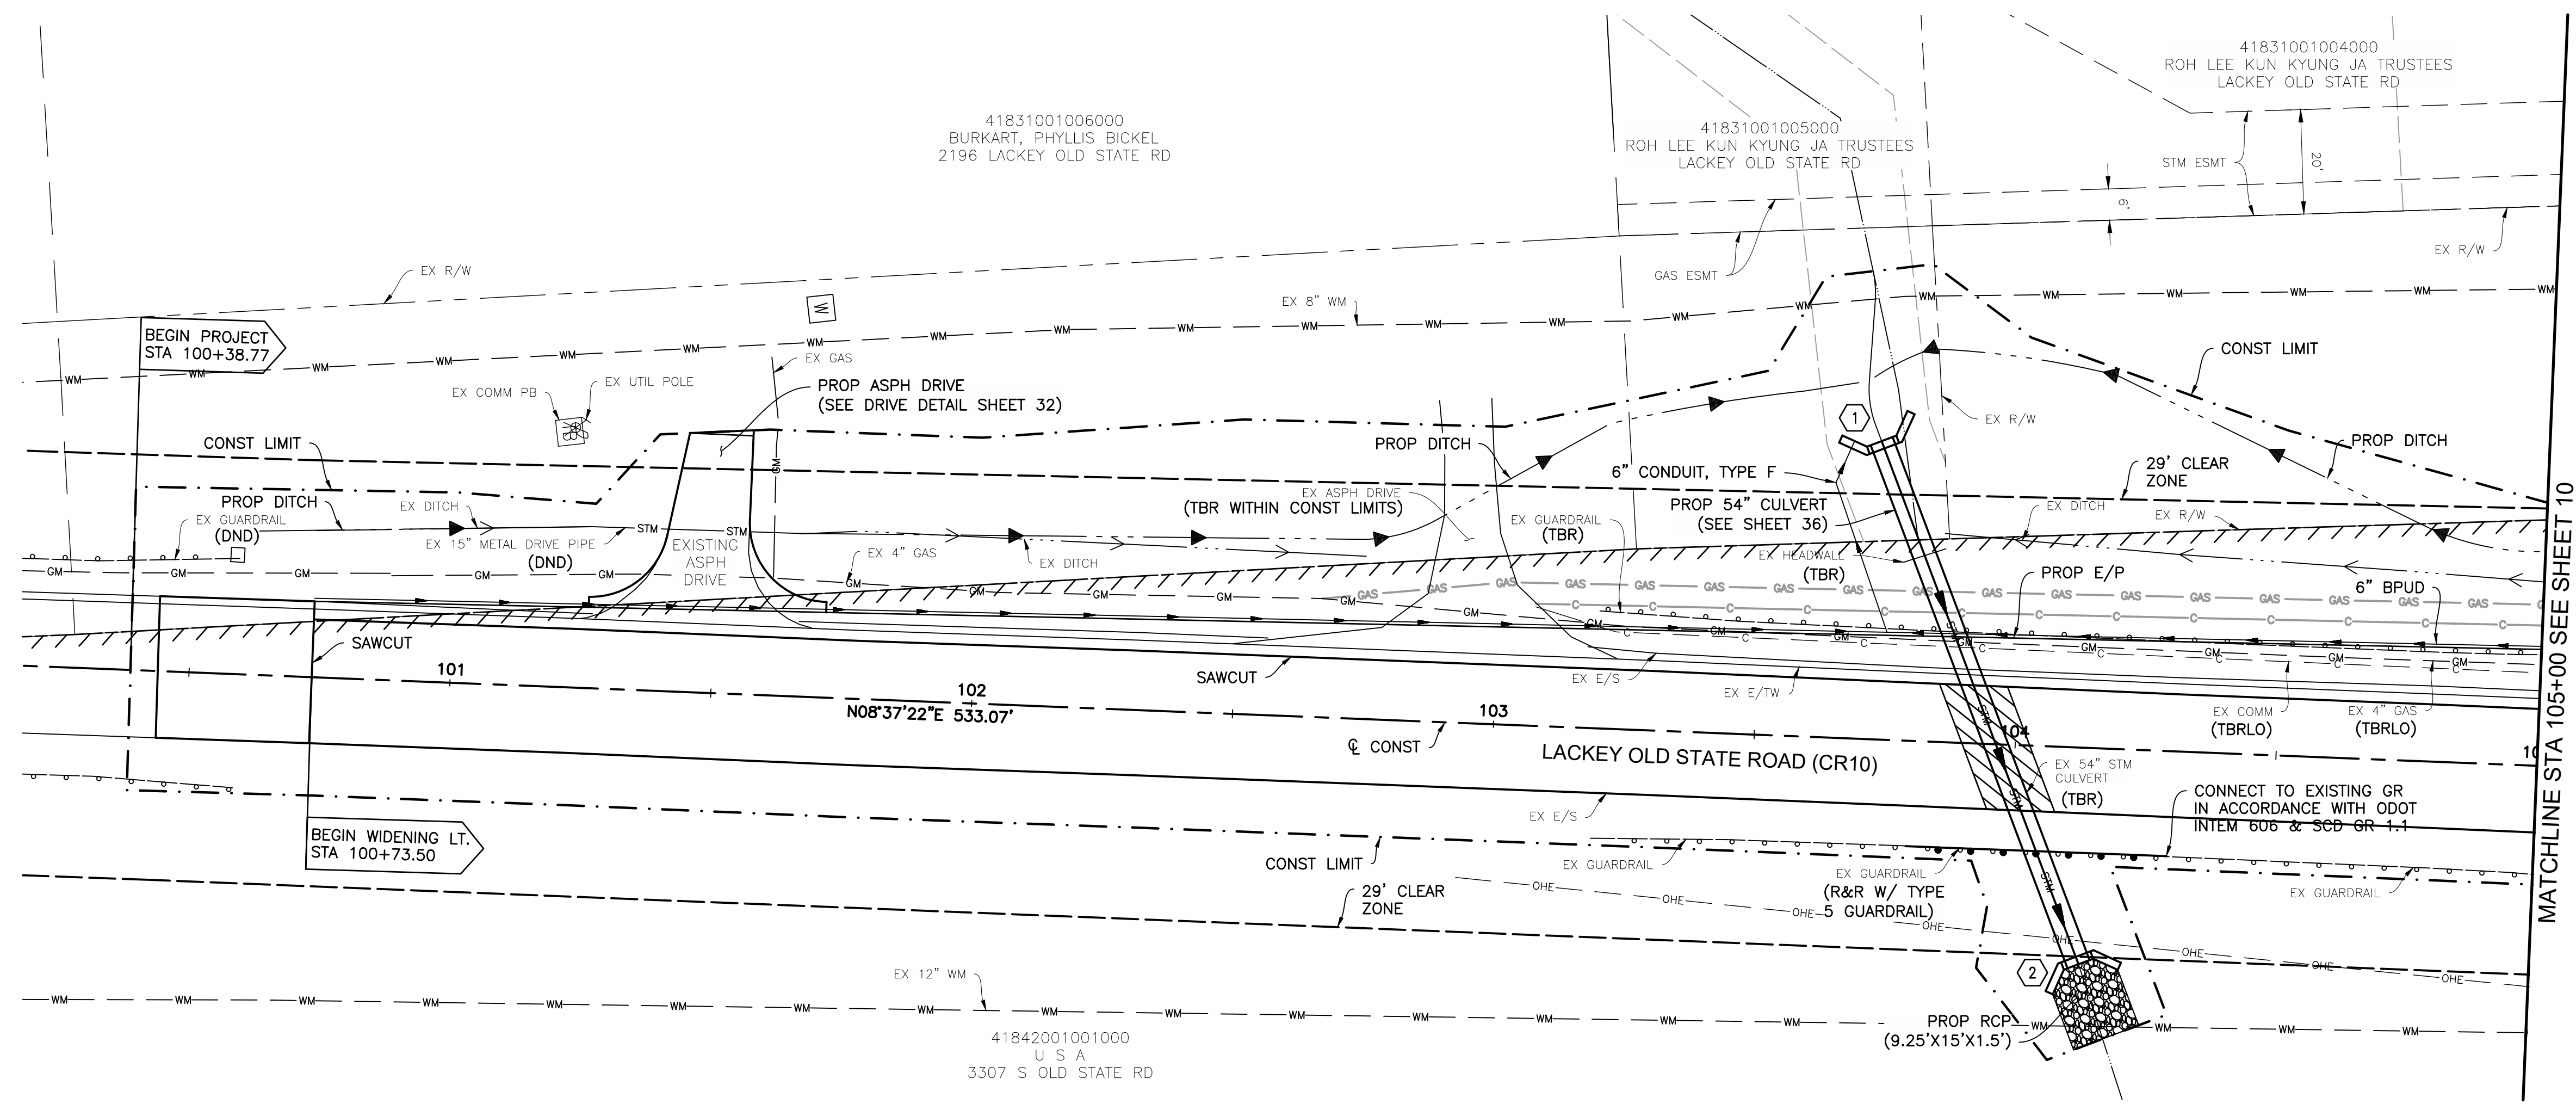 41831001004000
ROH LEE KUN KYUNG JA TRUSTEES
LACKEY OLD STATE RD
41831001006000
BURKART, PHYLLIS BICKEL
2196 LACKEY OLD STATE RD
41831001005000
ROH LEE KUN KYUNG JA TRUSTEES
LACKEY OLD STATE RD
STM ESMT
20'
6'
EX R/W
GAS ESMT
EX R/W
EX 8" WM
W
BEGIN PROJECT
STA 100+38.77
EX GAS
EX COMM PB
EX UTIL POLE
PROP ASPH DRIVE
(SEE DRIVE DETAIL SHEET 32)
CONST LIMIT
1
EX R/W
CONST LIMIT
PROP DITCH
PROP DITCH
6" CONDUIT, TYPE F
29' CLEAR
ZONE
PROP DITCH
EX DITCH
EX GUARDRAIL
(DND)
EX 15" METAL DRIVE PIPE
(DND)
STM
STM
EXISTING
ASPH
DRIVE
EX 4" GAS
EX DITCH
EX ASPH DRIVE
(TBR WITHIN CONST LIMITS)
EX GUARDRAIL
(TBR)
PROP 54" CULVERT
(SEE SHEET 36)
EX HEADWALL
(TBR)
EX DITCH
EX R/W
PROP E/P
6" BPUD
SAWCUT
101
102
N08°37'22"E 533.07'
SAWCUT
EX E/S
EX E/TW
103
℄ CONST
LACKEY OLD STATE ROAD (CR10)
104
EX COMM
(TBRLO)
EX 4" GAS
(TBRLO)
10
EX 54" STM
CULVERT
(TBR)
CONNECT TO EXISTING GR
IN ACCORDANCE WITH ODOT
INTEM 606 & SCD GR 1.1
EX E/S
BEGIN WIDENING LT.
STA 100+73.50
CONST LIMIT
EX GUARDRAIL
EX GUARDRAIL
(R&R W/ TYPE
5 GUARDRAIL)
EX GUARDRAIL
29' CLEAR
ZONE
EX 12" WM
2
PROP RCP
(9.25'X15'X1.5')
41842001001000
U S A
3307 S OLD STATE RD
MATCHLINE STA 105+00 SEE SHEET 10